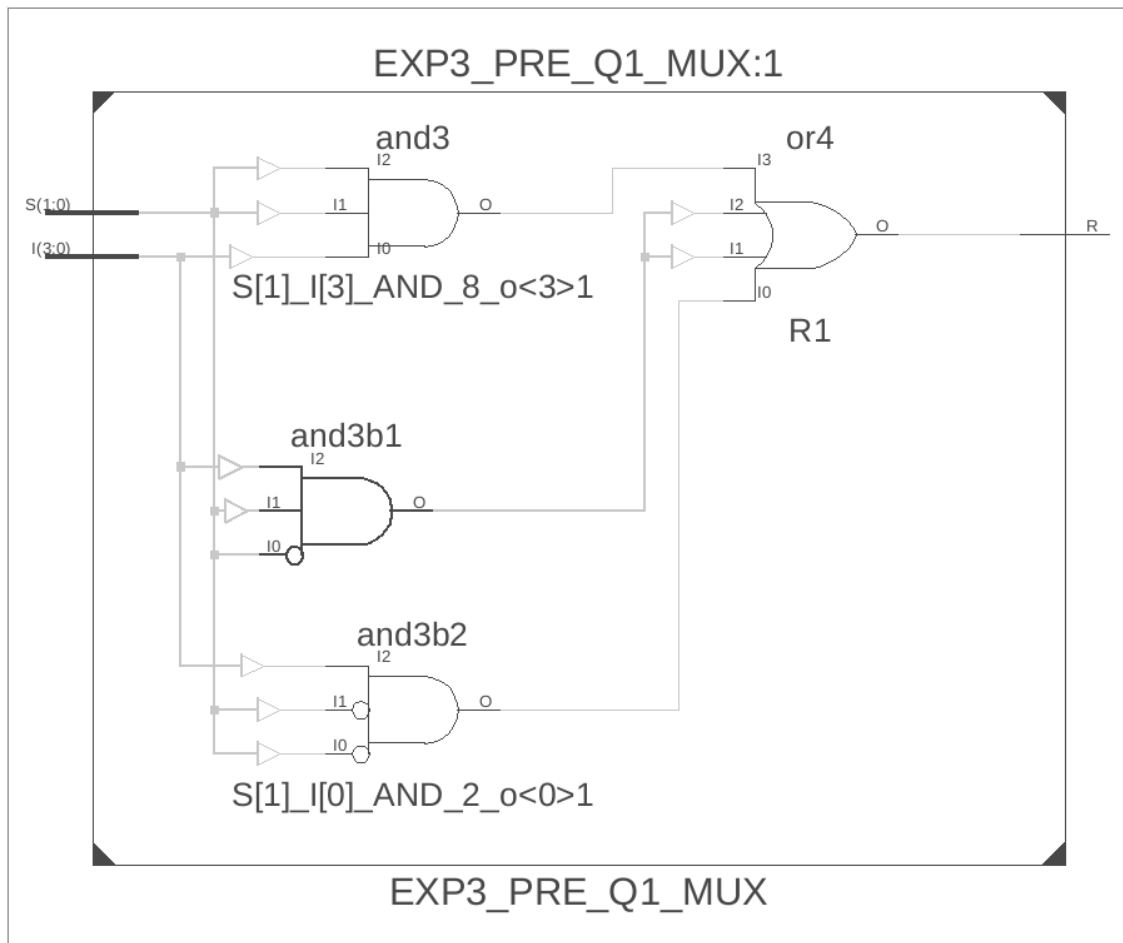 EXP3_PRE_Q1_MUX:1
and3
or4
I2
I3
S(1:0)
I1
O
I2
I(3:0)
I0
I1
O
R
S[1]_I[3]_AND_8_o<3>1
I0
R1
and3b1
I2
I1
O
I0
and3b2
I2
I1
O
I0
S[1]_I[0]_AND_2_o<0>1
EXP3_PRE_Q1_MUX